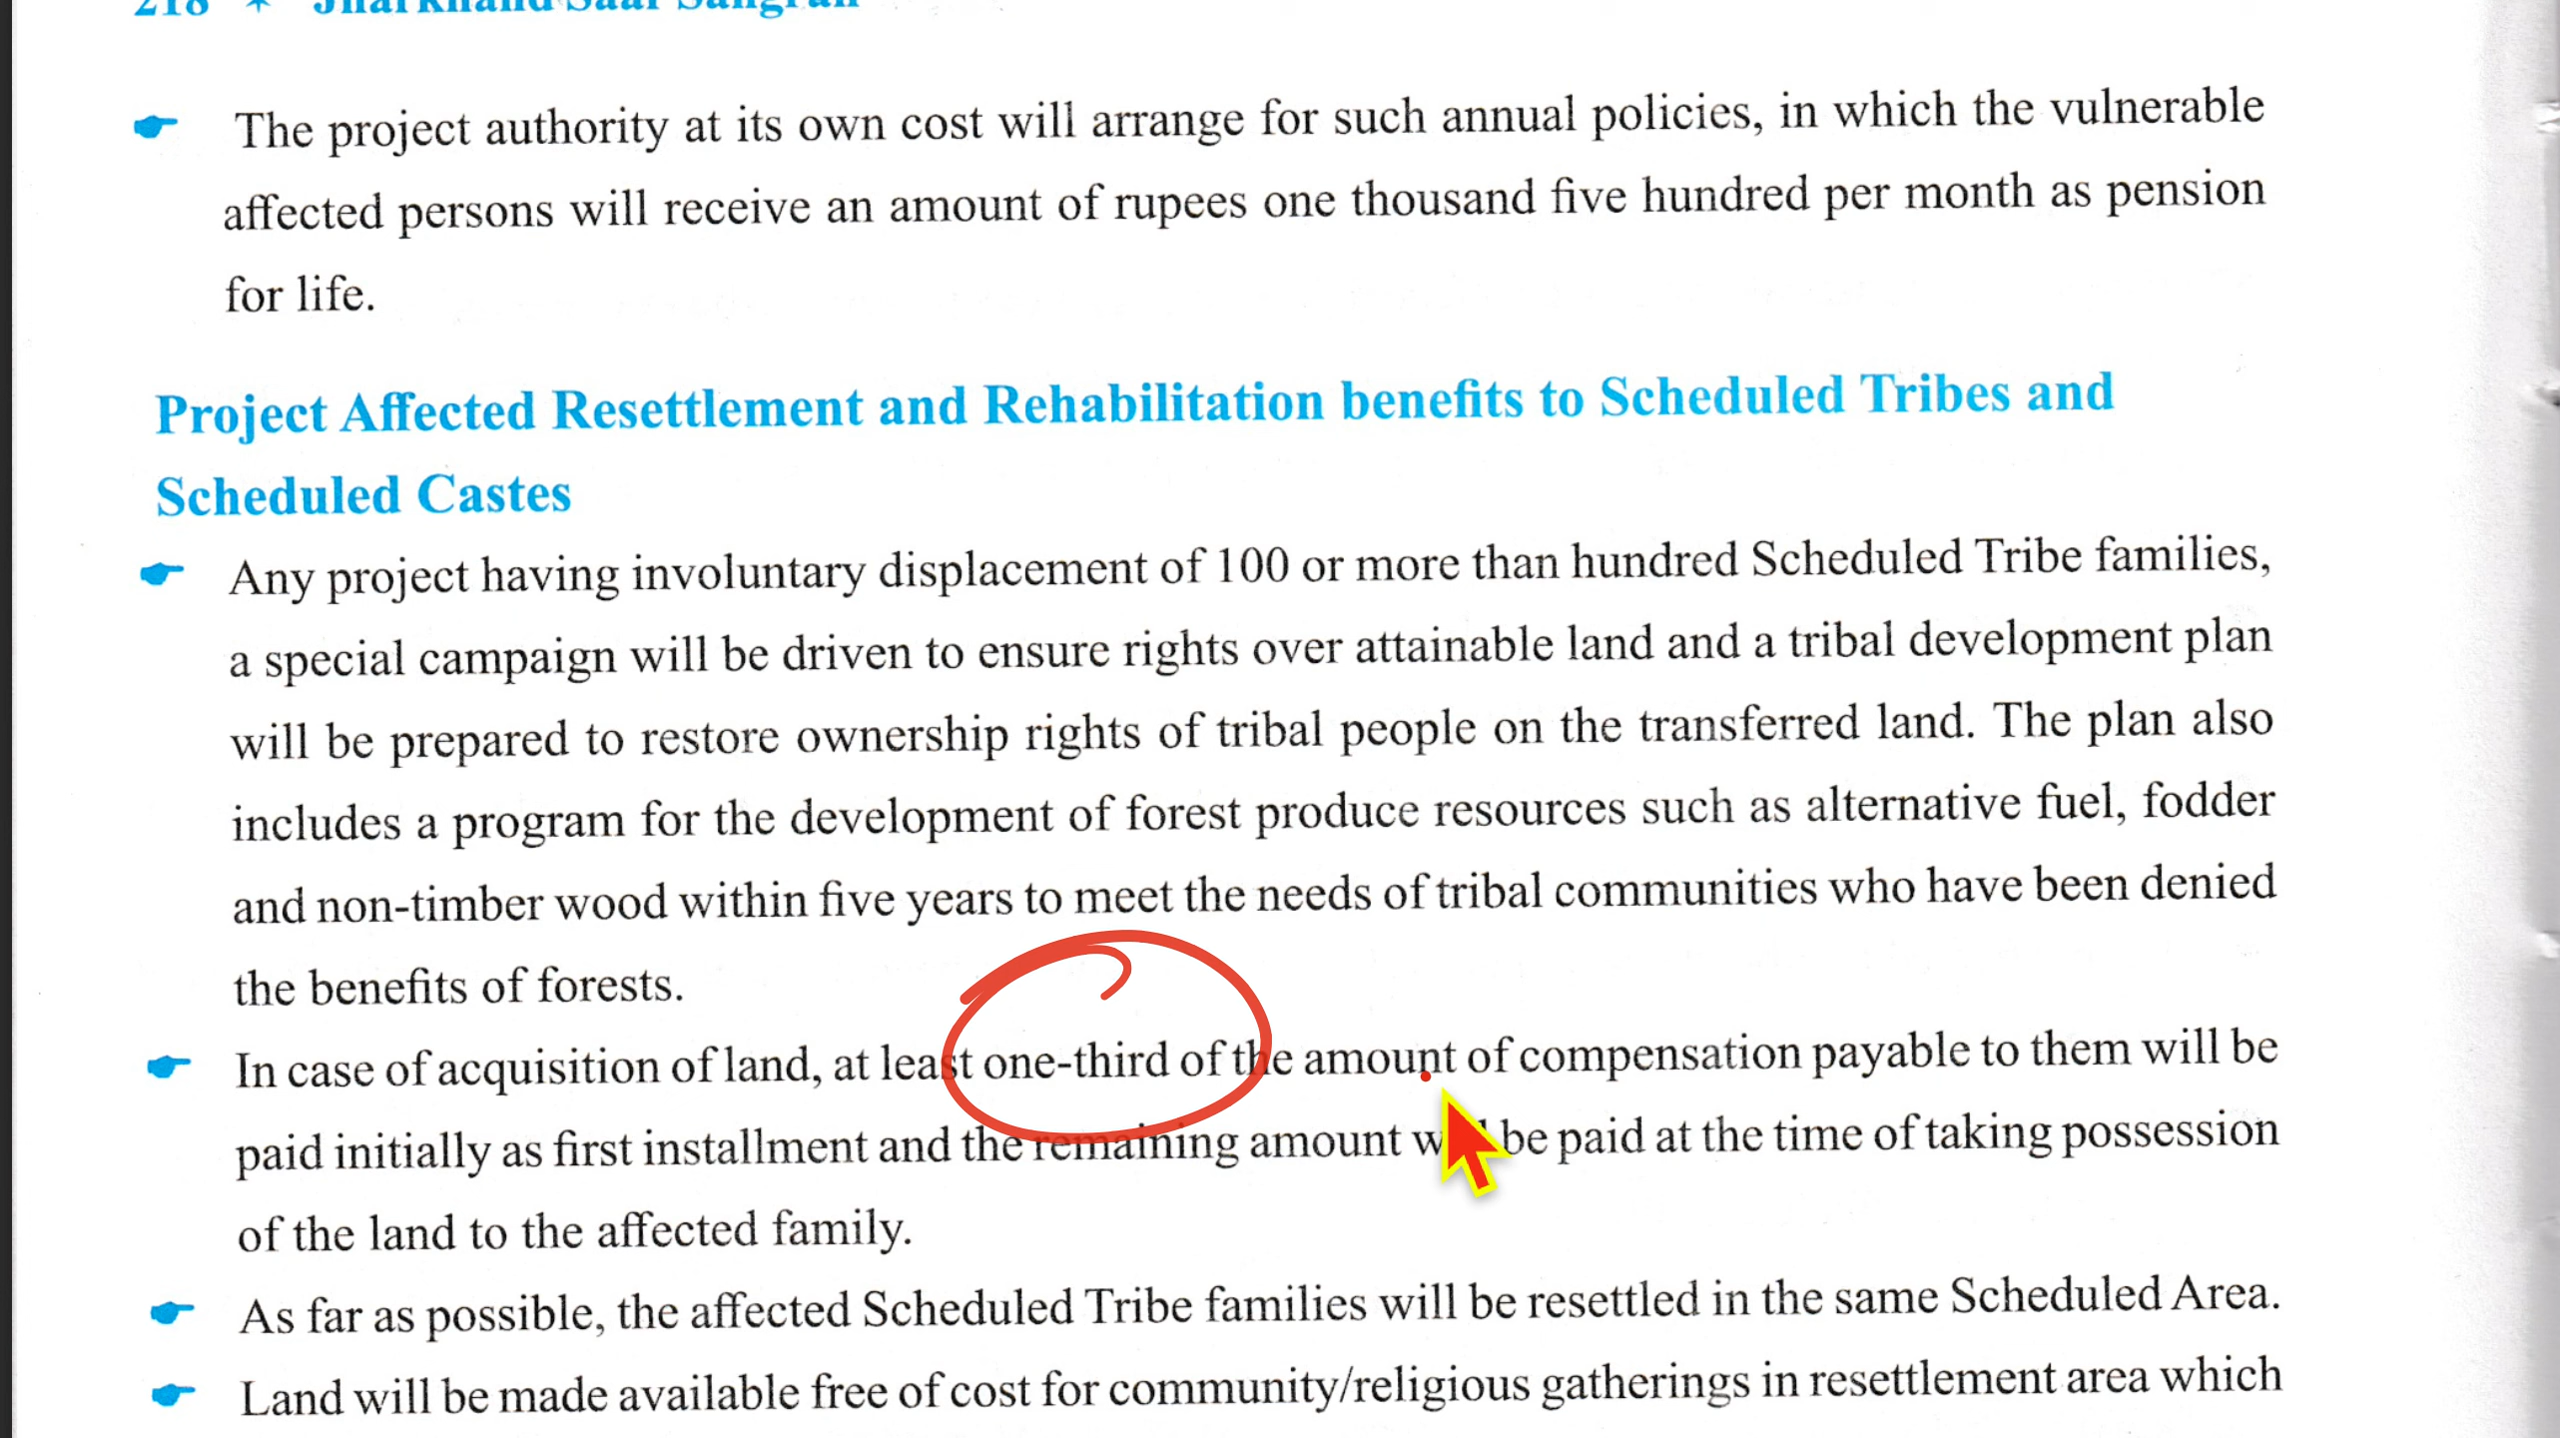 218 * Jharkhand Saar Sangrah
The project authority at its own cost will arrange for such annual policies, in which the vulnerable
affected persons will receive an amount of rupees one thousand five hundred per month as pension
for life.
Project Affected Resettlement and Rehabilitation benefits to Scheduled Tribes and
Scheduled Castes
Any project having involuntary displacement of 100 or more than hundred Scheduled Tribe families,
a special campaign will be driven to ensure rights over attainable land and a tribal development plan
will be prepared to restore ownership rights of tribal people on the transferred land. The plan also
includes a program for the development of forest produce resources such as alternative fuel, fodder
and non-timber wood within five years to meet the needs of tribal communities who have been denied
the benefits of forests.
In case of acquisition of land, at least one-third of the amount of compensation payable to them will be
paid initially as first installment and the remaining amount will be paid at the time of taking possession
of the land to the affected family.
As far as possible, the affected Scheduled Tribe families will be resettled in the same Scheduled Area.
Land will be made available free of cost for community/religious gatherings in resettlement area which